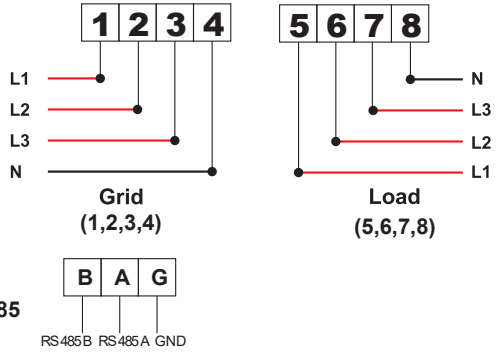 1 2 3 4
L1
L2
L3
N
Grid
(1,2,3,4)
5 6 7 8
N
L3
L2
L1
Load
(5,6,7,8)
B A G
85
RS485B RS485A GND